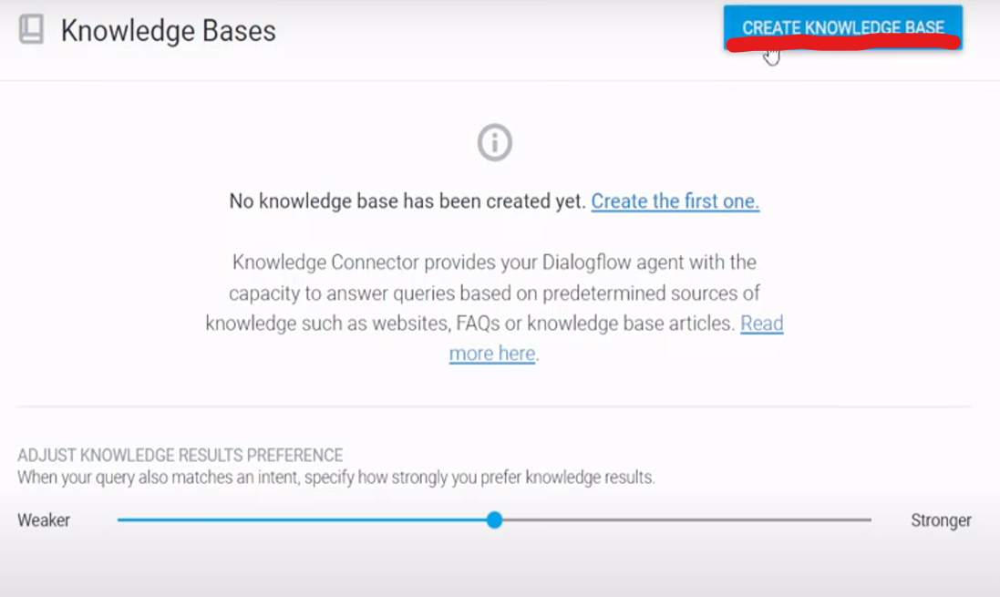 Knowledge Bases
CREATE KNOWLEDGE BASE
No knowledge base has been created yet. Create the first one.
Knowledge Connector provides your Dialogflow agent with the
capacity to answer queries based on predetermined sources of
knowledge such as websites, FAQs or knowledge base articles. Read
more here.
ADJUST KNOWLEDGE RESULTS PREFERENCE
When your query also matches an intent, specify how strongly you prefer knowledge results.
Weaker
Stronger